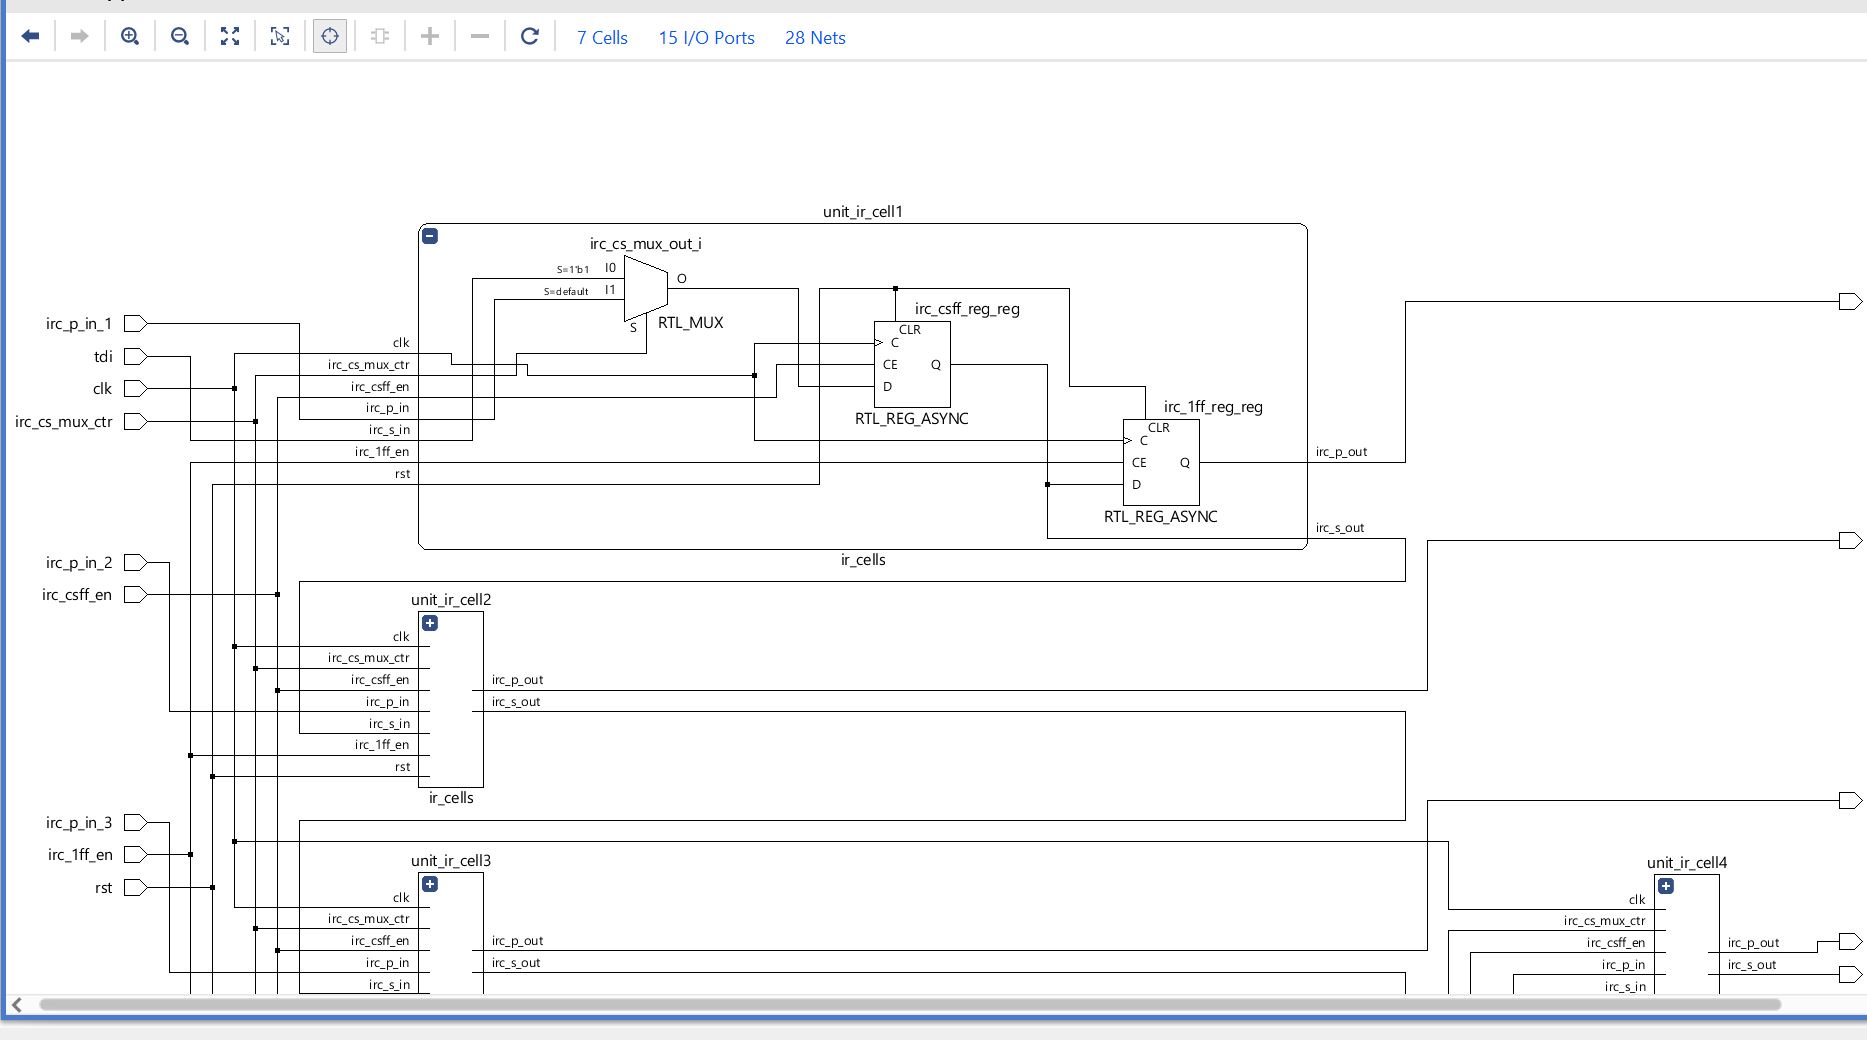 7 Cells 15 I/O Ports 28 Nets
unit_ir_cell1
irc_cs_mux_out_i
S=1'b1 I0
S=default I1
O
S
RTL_MUX
irc_csff_reg_reg
CLR
C
CE
D
Q
RTL_REG_ASYNC
irc_1ff_reg_reg
CLR
C
CE
D
Q
RTL_REG_ASYNC
irc_p_in_1
tdi
clk
irc_cs_mux_ctr
clk
irc_cs_mux_ctr
irc_csff_en
irc_p_in
irc_s_in
irc_1ff_en
rst
irc_p_out
irc_s_out
ir_cells
irc_p_in_2
irc_csff_en
unit_ir_cell2
clk
irc_cs_mux_ctr
irc_csff_en
irc_p_in
irc_s_in
irc_1ff_en
rst
irc_p_out
irc_s_out
ir_cells
irc_p_in_3
irc_1ff_en
rst
unit_ir_cell3
clk
irc_cs_mux_ctr
irc_csff_en
irc_p_in
irc_s_in
irc_p_out
irc_s_out
unit_ir_cell4
clk
irc_cs_mux_ctr
irc_csff_en
irc_p_in
irc_s_in
irc_p_out
irc_s_out